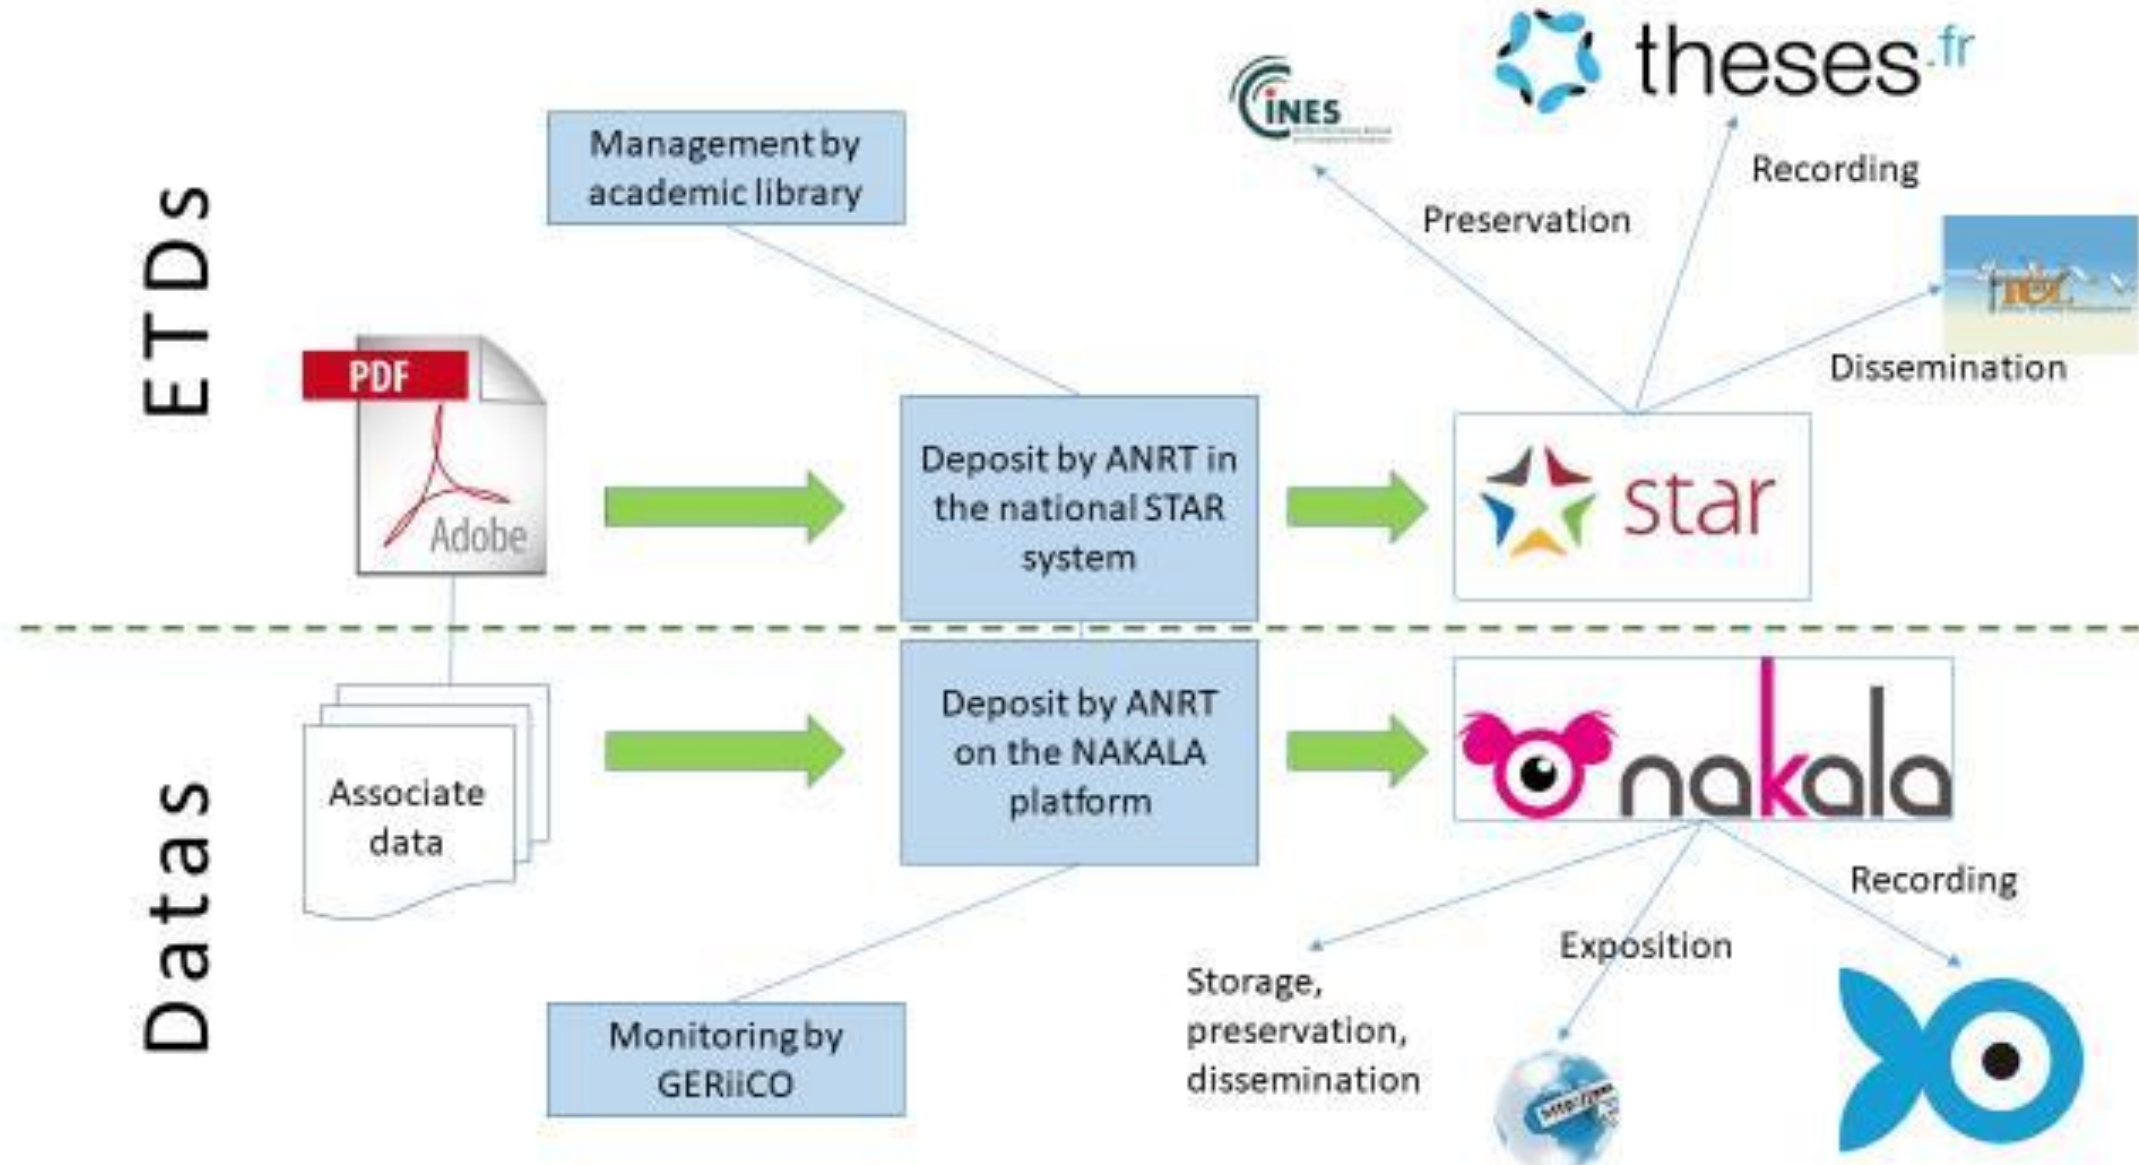 ETDs
Management by
academic library
CINES
theses.fr
Preservation
Recording
Dissemination
PDF
Adobe
Deposit by ANRT in
the national STAR
system
star
Datas
Associate
data
Deposit by ANRT
on the NAKALA
platform
nakala
Monitoring by
GERiiCO
Storage,
preservation,
dissemination
Exposition
Recording